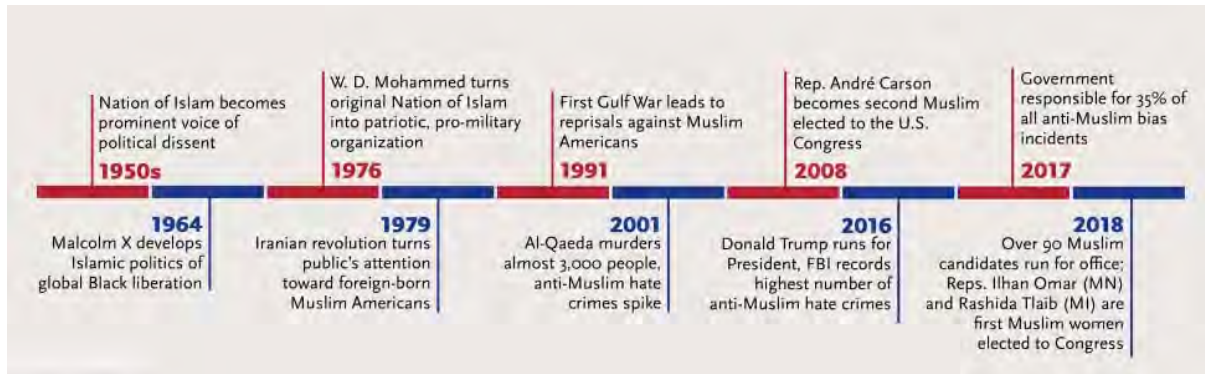 Nation of Islam becomes
prominent voice of
political dissent
1950s
W. D. Mohammed turns
original Nation of Islam
into patriotic, pro-military
organization
1976
First Gulf War leads to
reprisals against Muslim
Americans
1991
Rep. André Carson
becomes second Muslim
elected to the U.S.
Congress
2008
Government
responsible for 35% of
all anti-Muslim bias
incidents
2017
1964
Malcolm X develops
Islamic politics of
global Black liberation
1979
Iranian revolution turns
public's attention
toward foreign-born
Muslim Americans
2001
Al-Qaeda murders
almost 3,000 people,
anti-Muslim hate
crimes spike
2016
Donald Trump runs for
President, FBI records
highest number of
anti-Muslim hate crimes
2018
Over 90 Muslim
candidates run for office;
Reps. Ilhan Omar (MN)
and Rashida Tlaib (MI) are
first Muslim women
elected to Congress